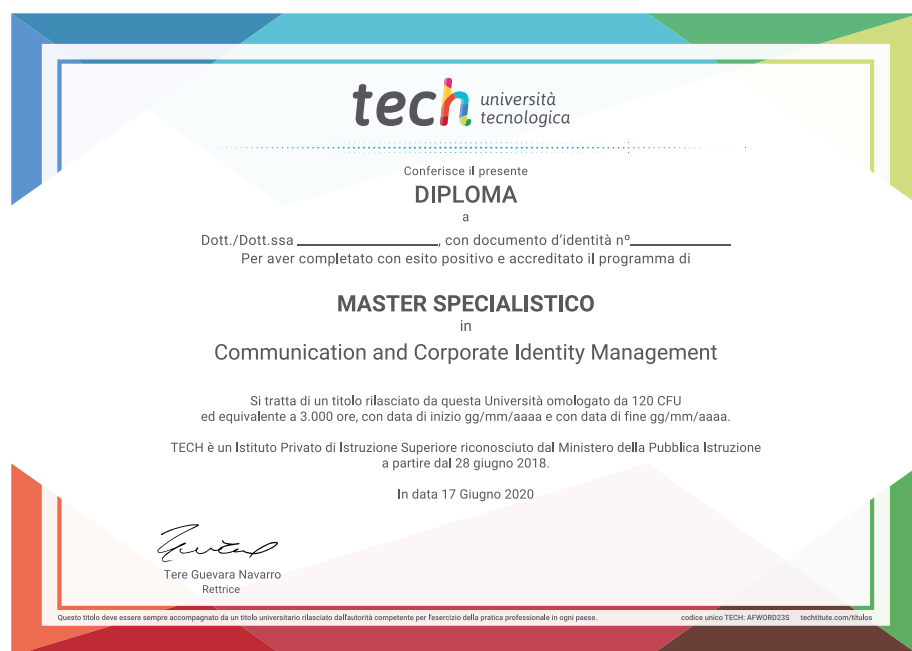 tech università
tecnologica
Conferisce il presente
DIPLOMA
a
Dott./Dott.ssa ____________________, con documento d'identità nº______________
Per aver completato con esito positivo e accreditato il programma di
MASTER SPECIALISTICO
in
Communication and Corporate Identity Management
Si tratta di un titolo rilasciato da questa Università omologato da 120 CFU
ed equivalente a 3.000 ore, con data di inizio gg/mm/aaaa e con data di fine gg/mm/aaaa.
TECH è un Istituto Privato di Istruzione Superiore riconosciuto dal Ministero della Pubblica Istruzione
a partire dal 28 giugno 2018.
In data 17 Giugno 2020
Tere Guevara Navarro
Rettrice
Questo titolo deve essere sempre accompagnato da un titolo universitario rilasciato dall'autorità competente per l'esercizio della pratica professionale in ogni paese. codice unico TECH: AFWORD23S techtitute.com/titulos